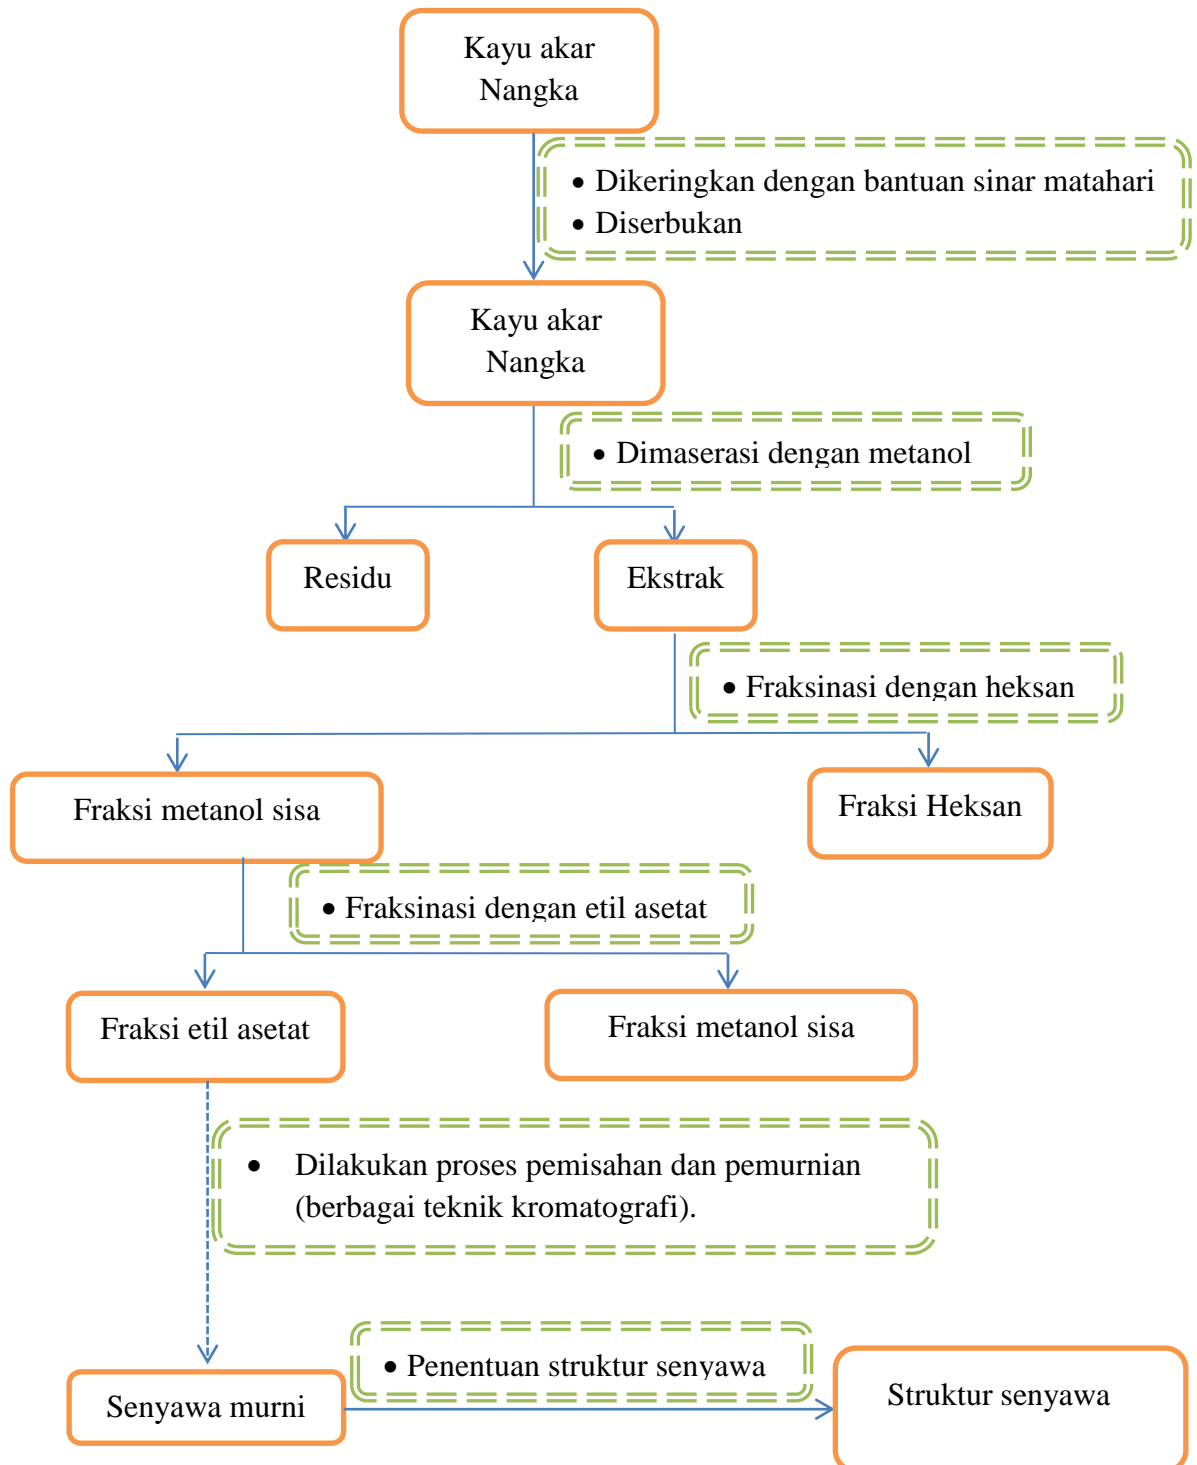 Kayu akar
Nangka
• Dikeringkan dengan bantuan sinar matahari
• Diserbukan
Kayu akar
Nangka
• Dimaserasi dengan metanol
Residu
Ekstrak
• Fraksinasi dengan heksan
Fraksi metanol sisa
Fraksi Heksan
• Fraksinasi dengan etil asetat
Fraksi etil asetat
Fraksi metanol sisa
• Dilakukan proses pemisahan dan pemurnian
(berbagai teknik kromatografi).
• Penentuan struktur senyawa
Senyawa murni
Struktur senyawa